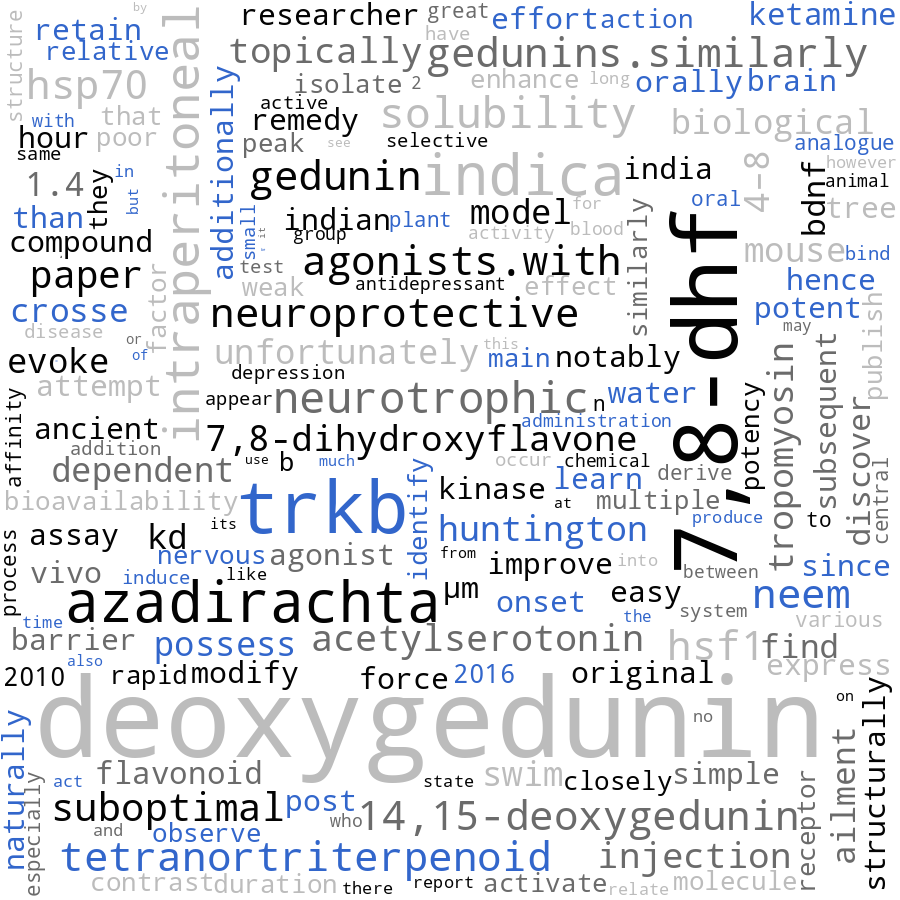 by
researcher great effort action ketamine
retain have
relative topically gedunins.similarly
structure hsp70 intraperitoneal isolate 2 enhance long orally brain
additionally active solubility biological
with that remedy
hour poor peak see selective analogue
same gedunin indica india 4-8 however
1.4 they in bdnf animal
than but small indian plant model for oral tree
compound it group activity blood similarly 7,8-dhf mouse bind
paper factor test agonists.with hence
weak antidepressant effect
crosse neuroprotective potent
disease or unfortunately this may publish
evoke of main notably
attempt depression tropomyosin subsequent
affinity appear neurotrophic n water potency discover
ancient 7,8-dihydroxyflavone administration
addition use b much occur chemical
dependent identify kinase learn derive central
bioavailability trkb at multiple
process assay its kd huntington produce to
nervous agonist from improve into since
vivo induce like between
azadirachta µm onset easy neem
time the system various
barrier possess acetylserotonin hsf1 find
also express
2010 rapid modify force 2016 original
naturally deoxygedunin no on structurally
especially act flavonoid state swim closely simple receptor ailment
suboptimal post who 14,15-deoxygedunin
and observe
tetranortriterpenoid injection
contrast duration there report activate relate molecule